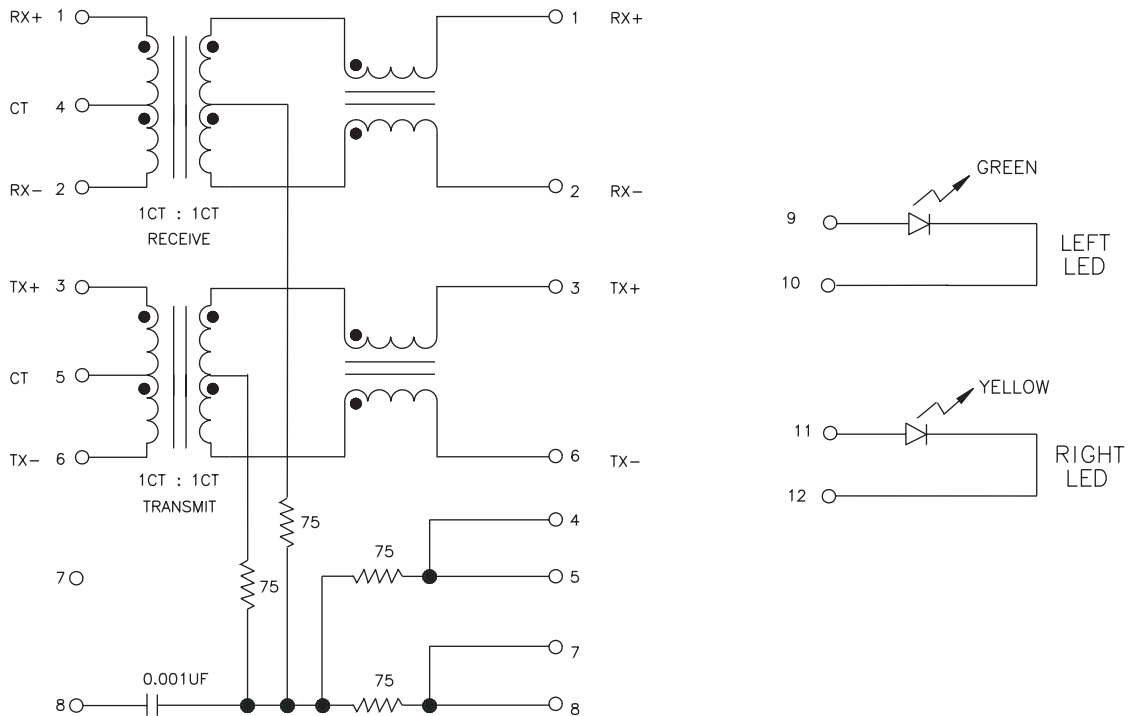 RX+ 1
1 RX+
CT 4
RX- 2
2 RX-
1CT : 1CT
RECEIVE
TX+ 3
3 TX+
CT 5
TX- 6
6 TX-
1CT : 1CT
TRANSMIT
75
75
75
4
5
7
7
0.001UF
75
8
8
GREEN
9
LEFT
LED
10
YELLOW
11
RIGHT
LED
12